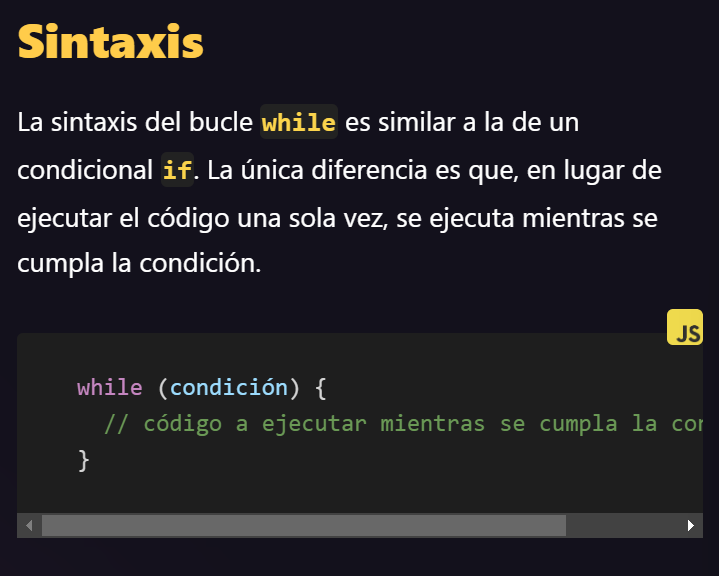 Sintaxis
La sintaxis del bucle while es similar a la de un
condicional if. La única diferencia es que, en lugar de
ejecutar el código una sola vez, se ejecuta mientras se
cumpla la condición.
JS
while (condición) {
// código a ejecutar mientras se cumpla la
}